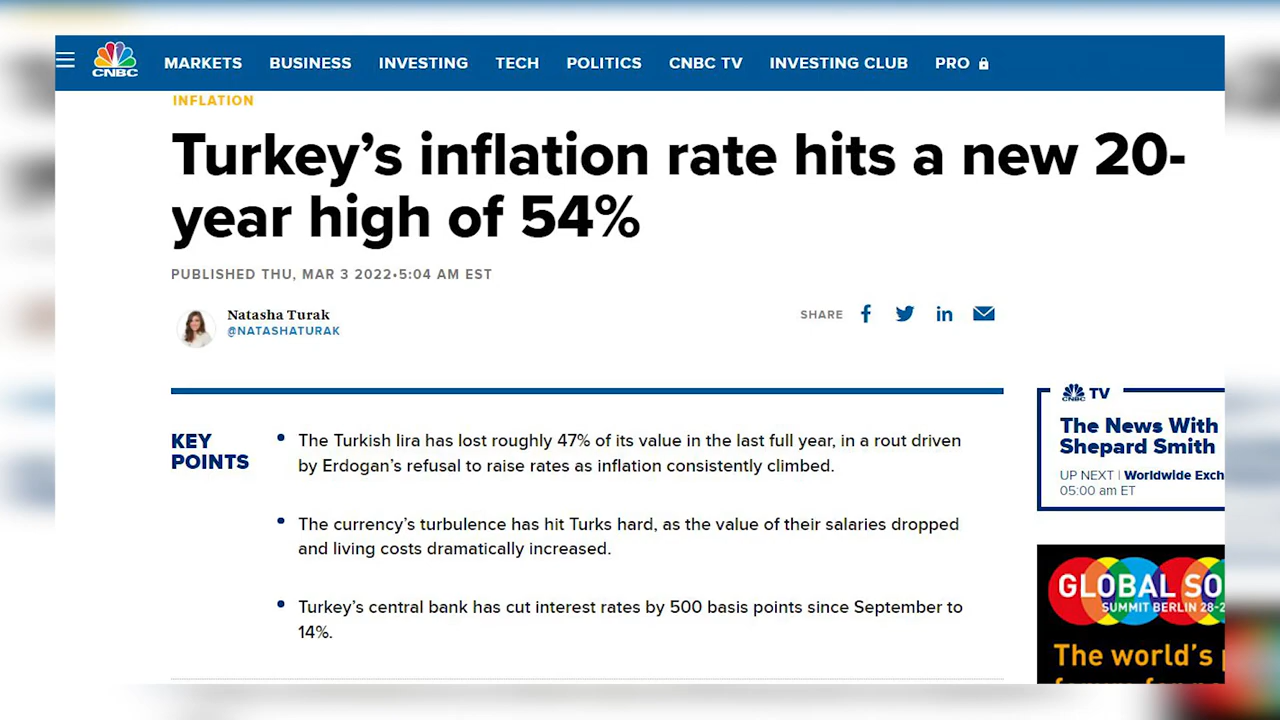 CNBC
MARKETS BUSINESS INVESTING TECH POLITICS CNBC TV INVESTING CLUB PRO
INFLATION
Turkey’s inflation rate hits a new 20-
year high of 54%
PUBLISHED THU, MAR 3 2022•5:04 AM EST
Natasha Turak
@NATASHATURAK
SHARE
KEY
POINTS
• The Turkish lira has lost roughly 47% of its value in the last full year, in a rout driven
by Erdogan’s refusal to raise rates as inflation consistently climbed.
• The currency’s turbulence has hit Turks hard, as the value of their salaries dropped
and living costs dramatically increased.
• Turkey’s central bank has cut interest rates by 500 basis points since September to
14%.
CNBC TV
The News With
Shepard Smith
UP NEXT | Worldwide Exch
05:00 am ET
GLOBAL SO
SUMMIT BERLIN 28-2
The world’s p